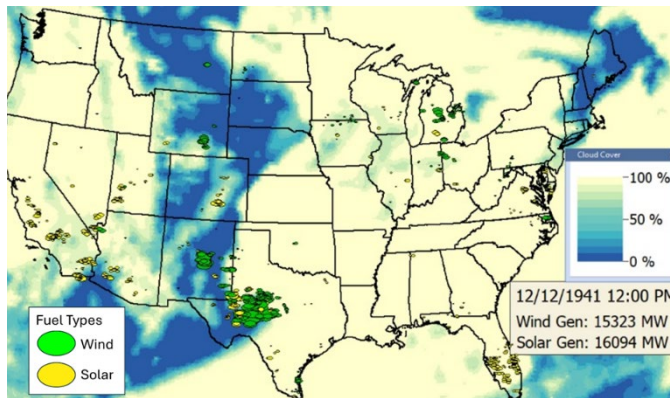 Cloud Cover
100 %
50 %
0 %
12/12/1941 12:00 PM
Wind Gen: 15323 MW
Solar Gen: 16094 MW
Fuel Types
Wind
Solar